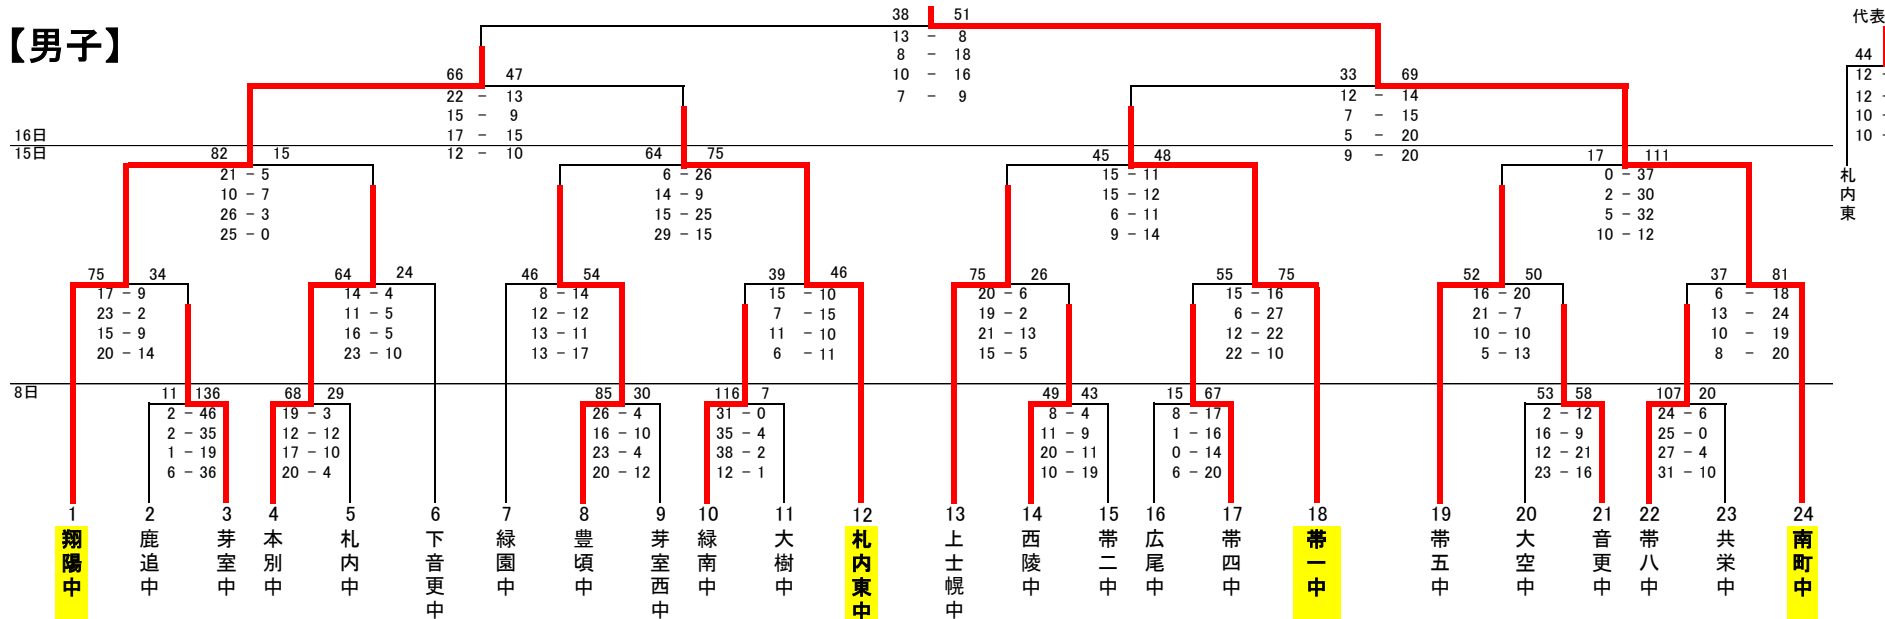 【男子】
代表
38 51
13 - 8
8 - 18
10 - 16
7 - 9
44
12 -
12 -
10 -
10 -
札内東
66 47
22 - 13
15 - 9
17 - 15
12 - 10
33 69
12 - 14
7 - 15
5 - 20
9 - 20
16日
15日
82 15
21 - 5
10 - 7
26 - 3
25 - 0
64 75
6 - 26
14 - 9
15 - 25
29 - 15
45 48
15 - 11
15 - 12
6 - 11
9 - 14
17 111
0 - 37
2 - 30
5 - 32
10 - 12
75 34
17 - 9
23 - 2
15 - 9
20 - 14
64 24
14 - 4
11 - 5
16 - 5
23 - 10
46 54
8 - 14
12 - 12
13 - 11
13 - 17
39 46
15 - 10
7 - 15
11 - 10
6 - 11
75 26
20 - 6
19 - 2
21 - 13
15 - 5
55 75
15 - 16
6 - 27
12 - 22
22 - 10
52 50
16 - 20
21 - 7
10 - 10
5 - 13
37 81
6 - 18
13 - 24
10 - 19
8 - 20
8日
11 136
2 - 46
2 - 35
1 - 19
6 - 36
68 29
19 - 3
12 - 12
17 - 10
20 - 4
85 30
26 - 4
16 - 10
23 - 4
20 - 12
116 7
31 - 0
35 - 4
38 - 2
12 - 1
49 43
8 - 4
11 - 9
20 - 11
10 - 19
15 67
8 - 17
1 - 16
0 - 14
6 - 20
53 58
2 - 12
16 - 9
12 - 21
23 - 16
107 20
24 - 6
25 - 0
27 - 4
31 - 10
1 翔陽中
2 鹿追中
3 芽室中
4 本別中
5 札内中
6 下音更中
7 緑園中
8 豊頃中
9 芽室西中
10 緑南中
11 大樹中
12 札内東中
13 上士幌中
14 西陵中
15 帯二中
16 広尾中
17 帯四中
18 帯一中
19 帯五中
20 大空中
21 音更中
22 帯八中
23 共栄中
24 南町中